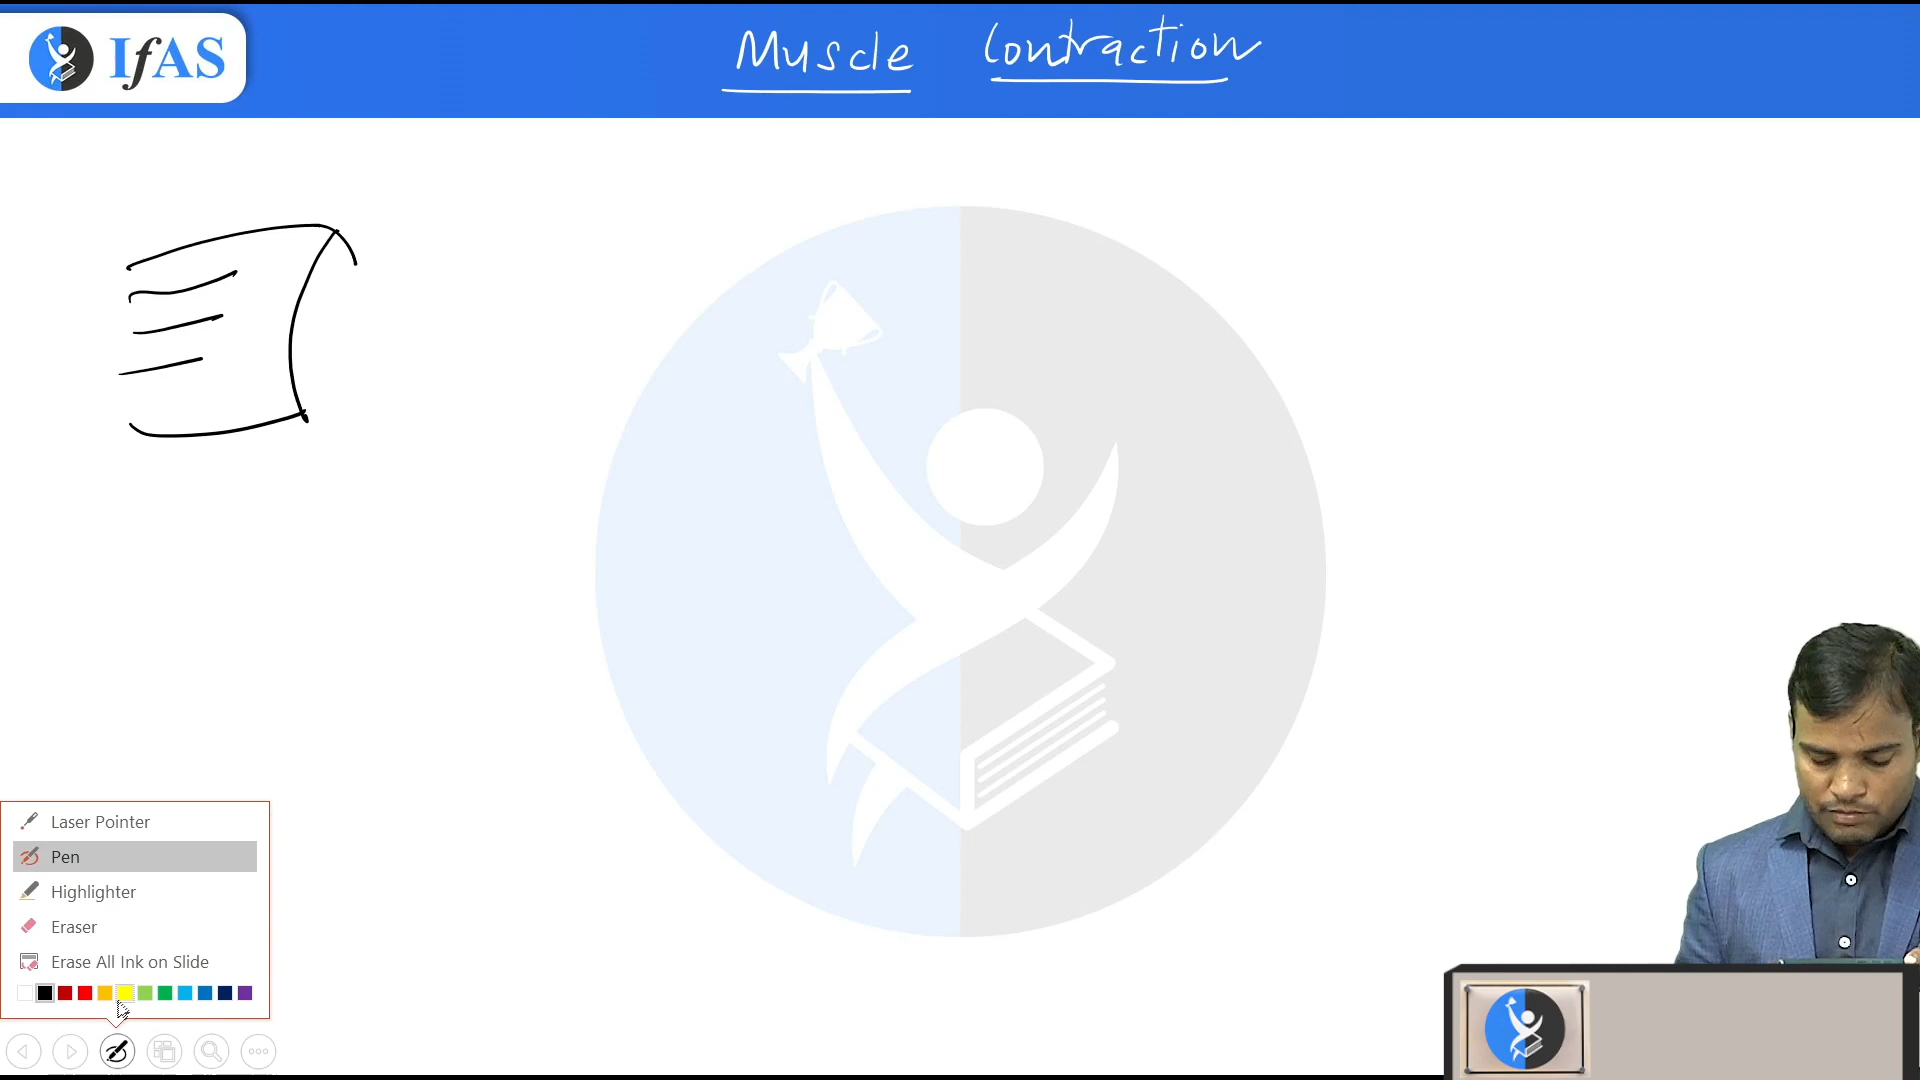 IfAS
Muscle Contraction
Laser Pointer
Pen
Highlighter
Eraser
Erase All Ink on Slide